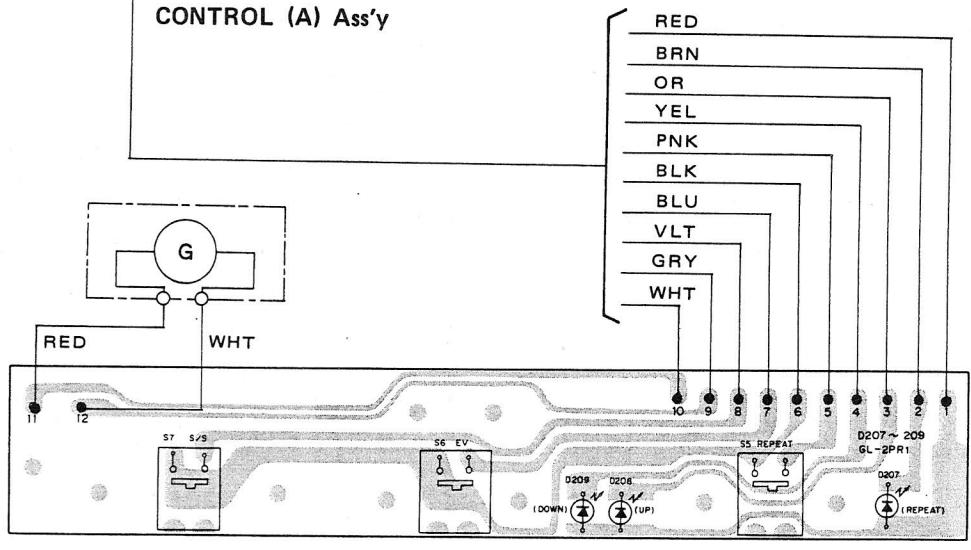 CONTROL (A) Ass'y
RED
BRN
OR
YEL
PNK
BLK
BLU
VLT
GRY
WHT
G
RED
WHT
11
12
10
9
8
7
6
5
4
3
2
1
S7 S/S
S6 EV
S5 REPEAT
D207~209
GL-2PR1
D209
D208
D207
(DOWN)
(UP)
(REPEAT)